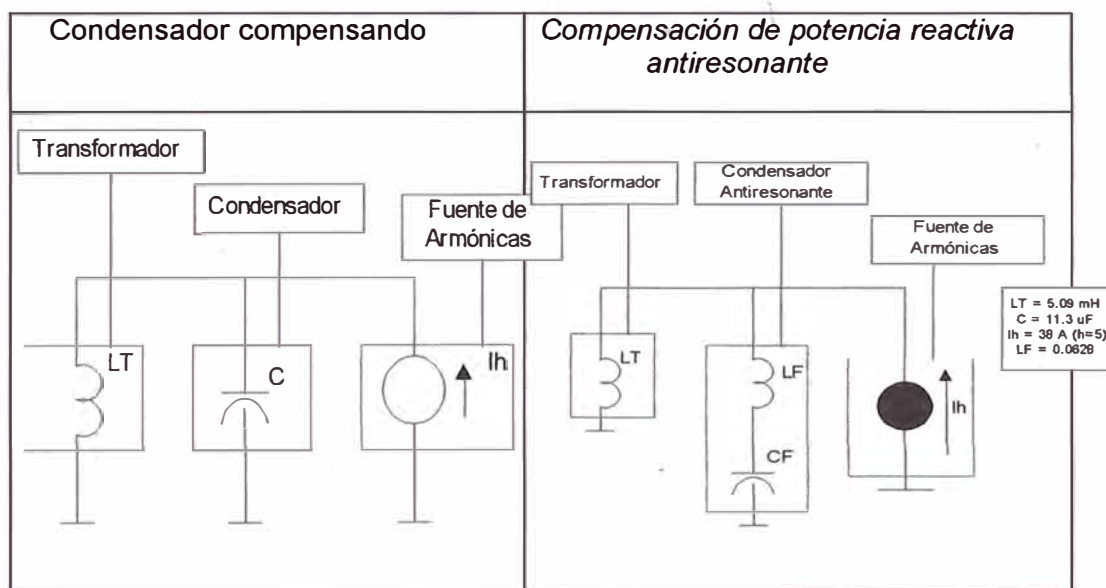 Condensador compensando
Compensación de potencia reactiva
antiresonante
Transformador
Condensador
Fuente de
Armónicas
LT
C
Ih
Transformador
Condensador
Antiresonante
Fuente de
Armónicas
LT
LF
CF
Ih
LT = 5.09 mH
C = 11.3 uF
Ih = 38 A (h=5)
LF = 0.0628